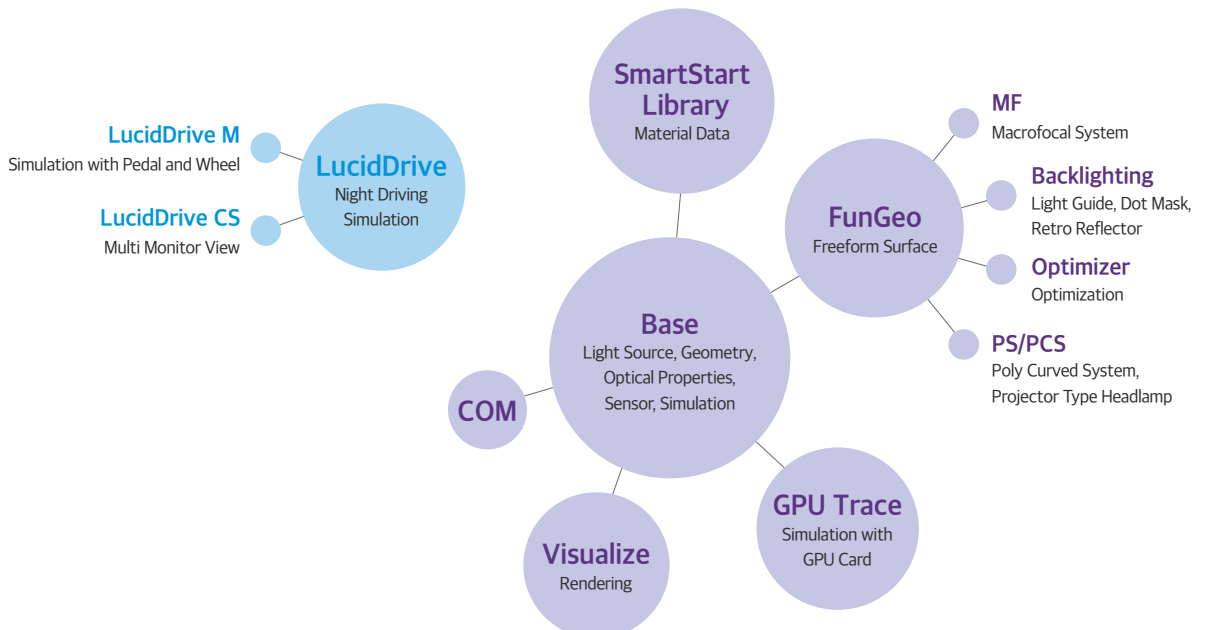 SmartStart
Library
Material Data
MF
Macrofocal System
LucidDrive M
Simulation with Pedal and Wheel
LucidDrive
Night Driving
Simulation
LucidDrive CS
Multi Monitor View
Backlighting
Light Guide, Dot Mask,
Retro Reflector
FunGeo
Freeform Surface
Optimizer
Optimization
Base
Light Source, Geometry,
Optical Properties,
Sensor, Simulation
PS/PCS
Poly Curved System,
Projector Type Headlamp
COM
GPU Trace
Simulation with
GPU Card
Visualize
Rendering